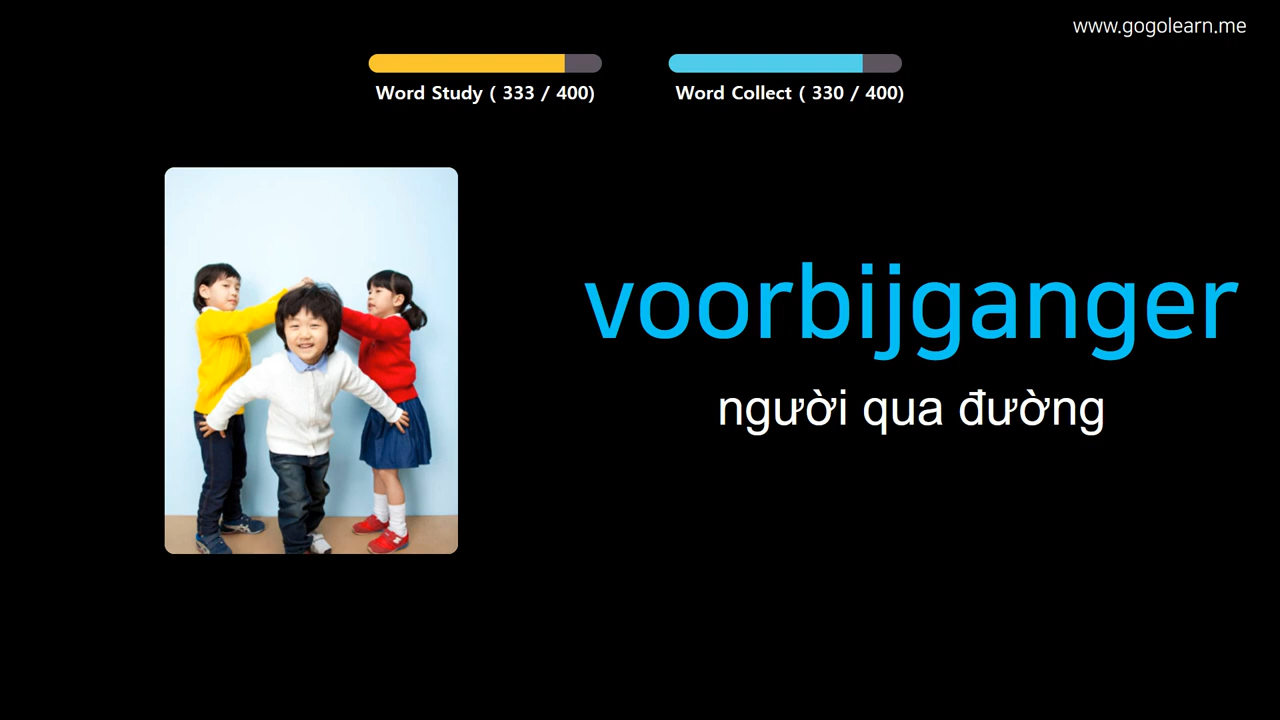 www.gogolearn.me
Word Study ( 333 / 400)
Word Collect ( 330 / 400)
voorbijganger
người qua đường